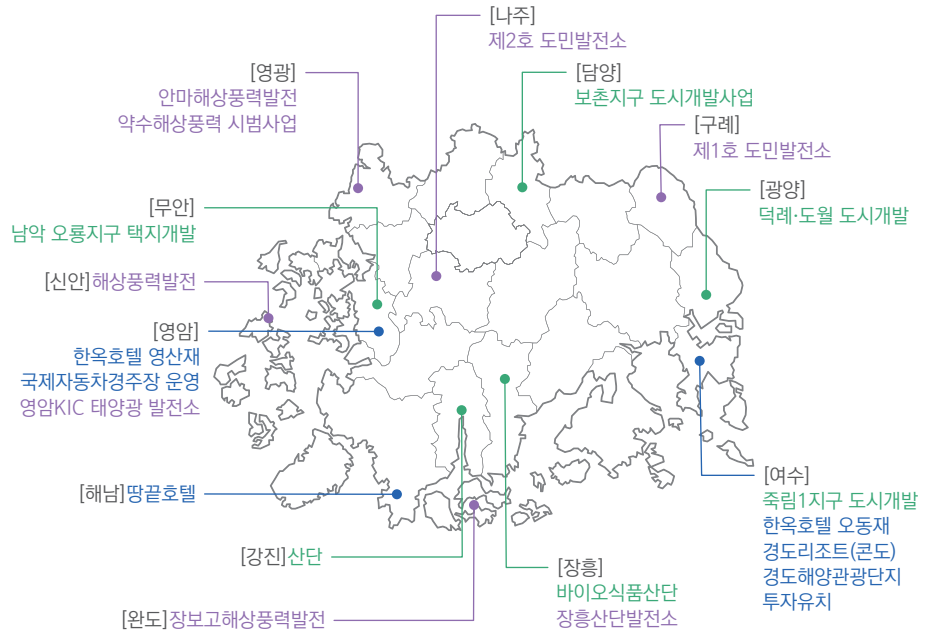 [나주]
제2호 도민발전소
[영광]
안마해상풍력발전
약수해상풍력 시범사업
[담양]
보촌지구 도시개발사업
[구례]
제1호 도민발전소
[무안]
남악 오룡지구 택지개발
[광양]
덕례·도월 도시개발
[신안]해상풍력발전
[영암]
한옥호텔 영산재
국제자동차경주장 운영
영암KIC 태양광 발전소
[해남]땅끝호텔
[여수]
죽림1지구 도시개발
한옥호텔 오동재
경도리조트(콘도)
경도해양관광단지
투자유치
[강진]산단
[장흥]
바이오식품산단
장흥산단발전소
[완도]장보고해상풍력발전